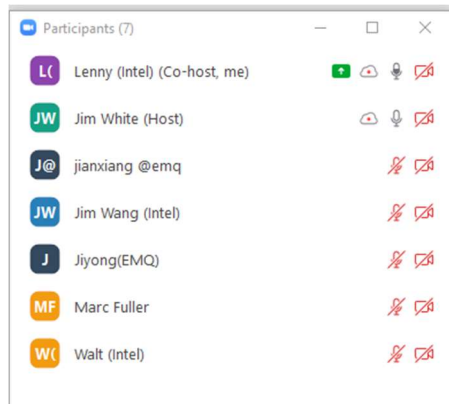 Participants (7)
L( Lenny (Intel) (Co-host, me)
JW Jim White (Host)
J@ jianxiang @emq
JW Jim Wang (Intel)
J Jiyong(EMQ)
MF Marc Fuller
W( Walt (Intel)